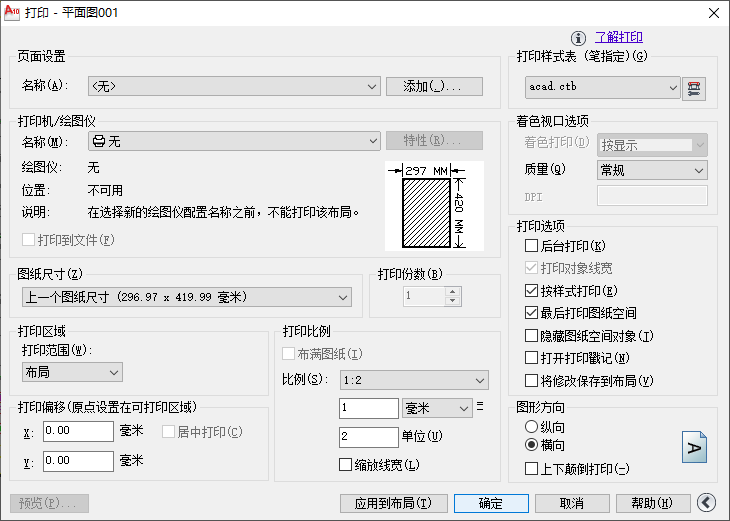 打印 - 平面图001
了解打印
页面设置
名称(A):
<无>
添加(.)...
打印样式表 (笔指定)(G)
acad.ctb
打印机/绘图仪
名称(M):
无
特性(R)...
绘图仪:
无
位置:
不可用
说明:
在选择新的绘图仪配置名称之前，不能打印该布局。
打印到文件(F)
297 MM
420 MM
着色视口选项
着色打印(D)
按显示
质量(Q)
常规
DPI
图纸尺寸(Z)
上一个图纸尺寸 (296.97 x 419.99 毫米)
打印份数(B)
1
打印选项
后台打印(K)
打印对象线宽
按样式打印(E)
最后打印图纸空间
隐藏图纸空间对象(J)
打开打印戳记(N)
将修改保存到布局(V)
打印区域
打印范围(W):
布局
打印比例
布满图纸(I)
比例(S):
1:2
1
毫米
=
2
单位(U)
缩放线宽(L)
打印偏移(原点设置在可打印区域)
X:
0.00
毫米
居中打印(C)
Y:
0.00
毫米
图形方向
纵向
横向
上下颠倒打印(-)
A
预览(P)...
应用到布局(T)
确定
取消
帮助(H)